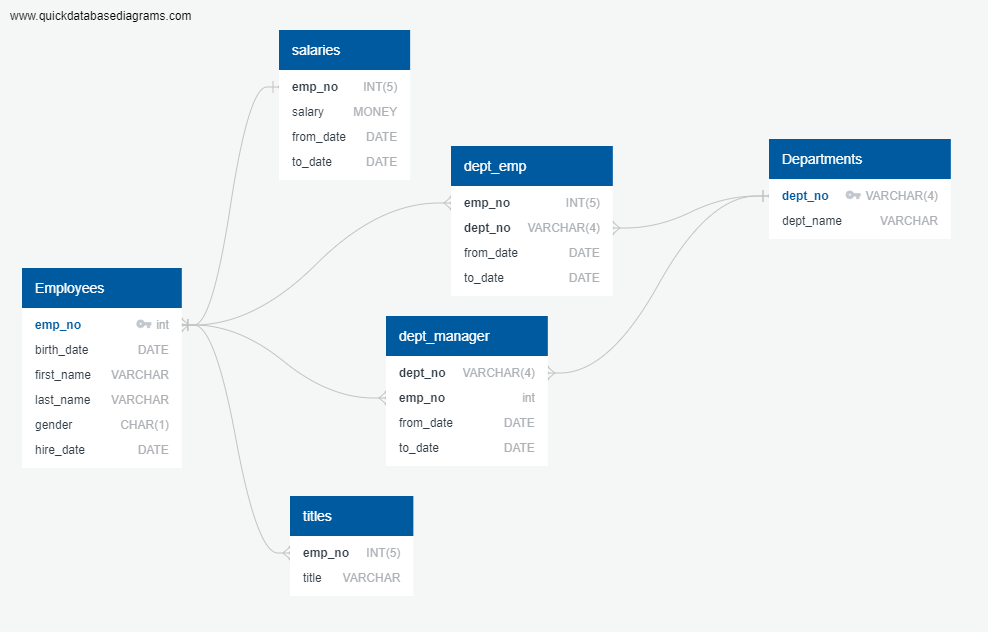 www.quickdatabasediagrams.com
salaries
emp_no INT(5)
salary MONEY
from_date DATE
to_date DATE
dept_emp
emp_no INT(5)
dept_no VARCHAR(4)
from_date DATE
to_date DATE
Departments
dept_no VARCHAR(4)
dept_name VARCHAR
Employees
emp_no int
birth_date DATE
first_name VARCHAR
last_name VARCHAR
gender CHAR(1)
hire_date DATE
dept_manager
dept_no VARCHAR(4)
emp_no int
from_date DATE
to_date DATE
titles
emp_no INT(5)
title VARCHAR